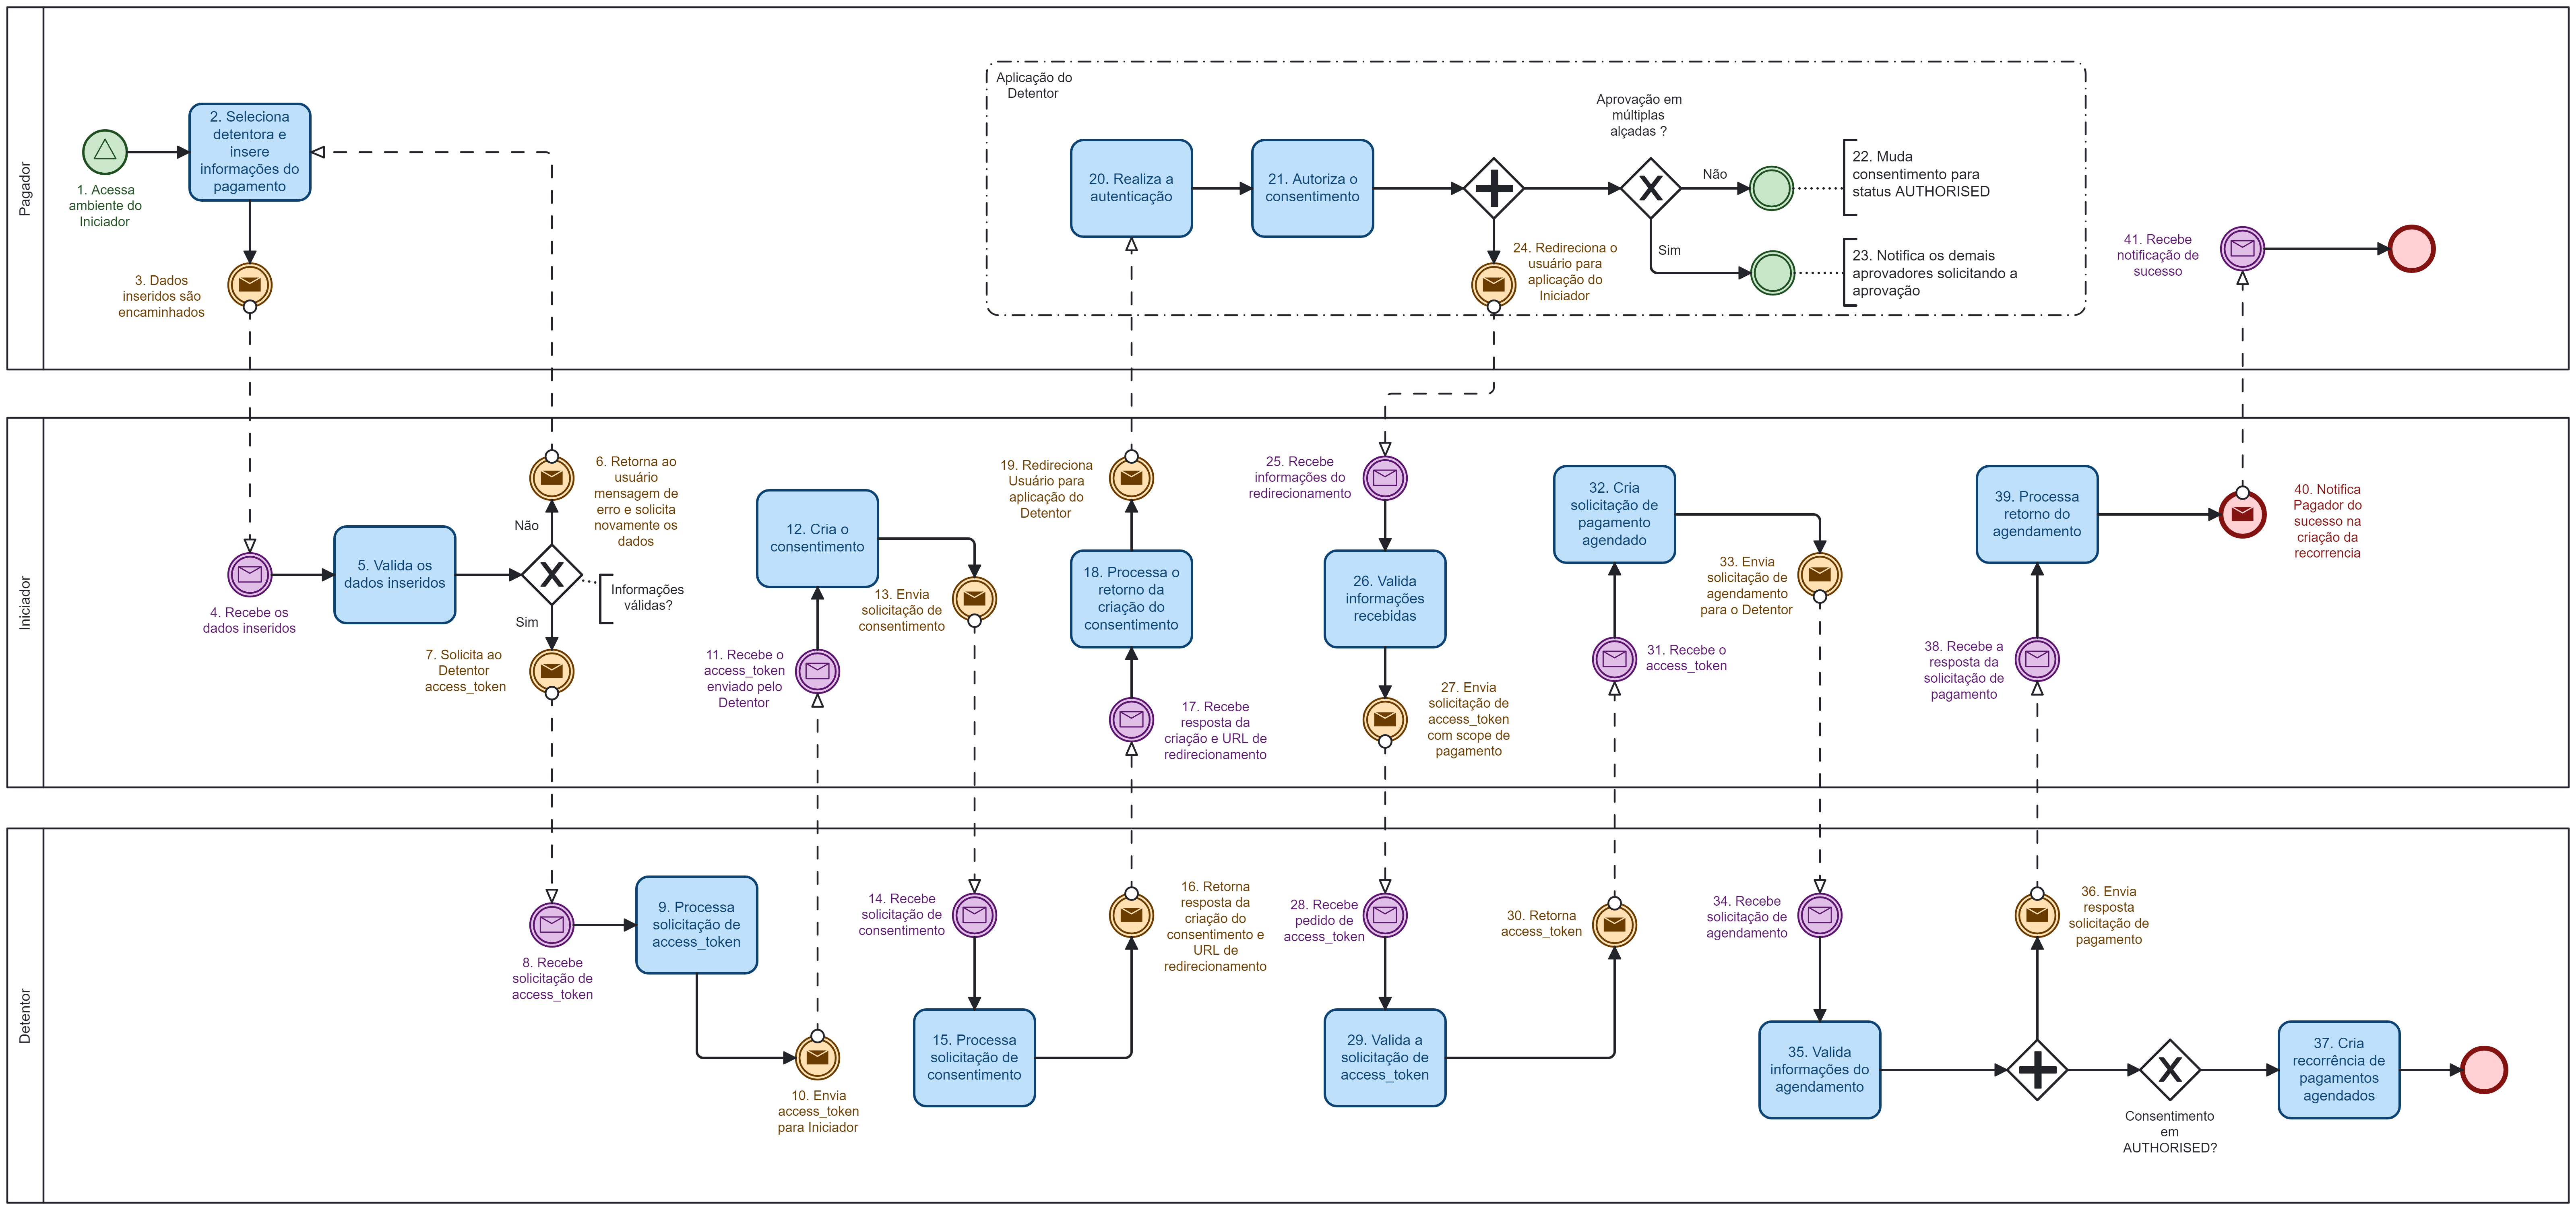 Pagador
1. Acessa
ambiente do
Iniciador
2. Seleciona
detentora e
insere
informações do
pagamento
3. Dados
inseridos são
encaminhados
Aplicação do
Detentor
20. Realiza a
autenticação
21. Autoriza o
consentimento
24. Redireciona o
usuário para
aplicação do
Iniciador
Aprovação em
múltiplas
alçadas ?
Não
Sim
22. Muda
consentimento para
status AUTHORISED
23. Notifica os demais
aprovadores solicitando a
aprovação
41. Recebe
notificação de
sucesso
Iniciador
4. Recebe os
dados inseridos
5. Valida os
dados inseridos
6. Retorna ao
usuário
mensagem de
erro e solicita
novamente os
dados
Não
Informações
válidas?
Sim
7. Solicita ao
Detentor
access_token
11. Recebe o
access_token
enviado pelo
Detentor
12. Cria o
consentimento
13. Envia
solicitação de
consentimento
19. Redireciona
Usuário para
aplicação do
Detentor
18. Processa o
retorno da
criação do
consentimento
17. Recebe
resposta da
criação e URL de
redirecionamento
25. Recebe
informações do
redirecionamento
26. Valida
informações
recebidas
27. Envia
solicitação de
access_token
com scope de
pagamento
32. Cria
solicitação de
pagamento
agendado
31. Recebe o
access_token
33. Envia
solicitação de
agendamento
para o Detentor
39. Processa
retorno do
agendamento
38. Recebe a
resposta da
solicitação de
pagamento
40. Notifica
Pagador do
sucesso na
criação da
recorrencia
Detentor
8. Recebe
solicitação de
access_token
9. Processa
solicitação de
access_token
10. Envia
access_token
para Iniciador
14. Recebe
solicitação de
consentimento
15. Processa
solicitação de
consentimento
16. Retorna
resposta da
criação do
consentimento e
URL de
redirecionamento
28. Recebe
pedido de
access_token
29. Valida a
solicitação de
access_token
30. Retorna
access_token
34. Recebe
solicitação de
agendamento
35. Valida
informações do
agendamento
36. Envia
resposta
solicitação de
pagamento
Consentimento
em
AUTHORISED?
37. Cria
recorrência de
pagamentos
agendados